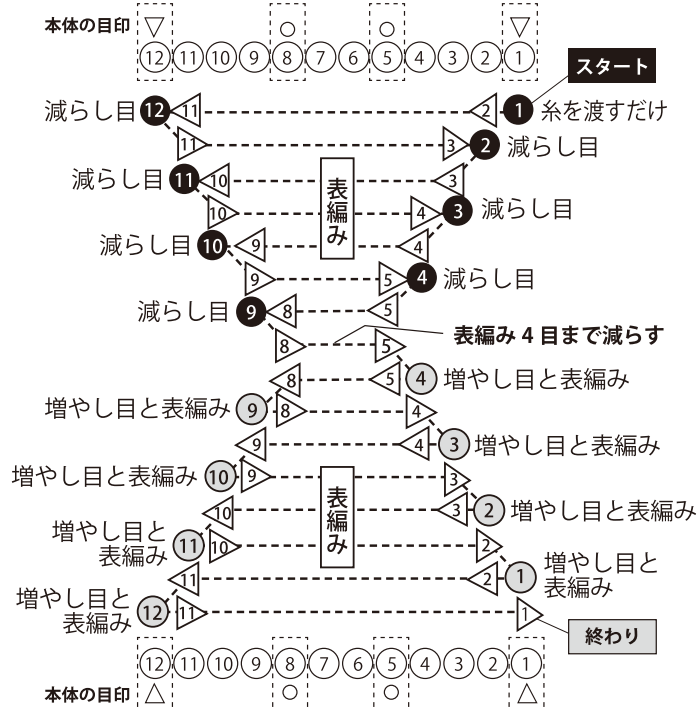 本体の目印 ▽ ○ ○ ▽
⑫ ⑪ ⑩ ⑨ ⑧ ⑦ ⑥ ⑤ ④ ③ ② ①
スタート
減らし目 12 11 2 1 糸を渡すだけ
11 3 2 減らし目
減らし目 11 10 3
表編み
10 4 3 減らし目
減らし目 10 9 4
9 5 4 減らし目
減らし目 9 8 5
表編み 4 目まで減らす
8 5
8 5 4 増やし目と表編み
増やし目と表編み 9 8 4
9 4 3 増やし目と表編み
増やし目と表編み 10 9 3
表編み
10 3 2 増やし目と表編み
増やし目と
表編み
11 10 2
11 2 1
増やし目と
表編み
増やし目と
表編み
12 11 1
終わり
⑫ ⑪ ⑩ ⑨ ⑧ ⑦ ⑥ ⑤ ④ ③ ② ①
本体の目印 △ ○ ○ △